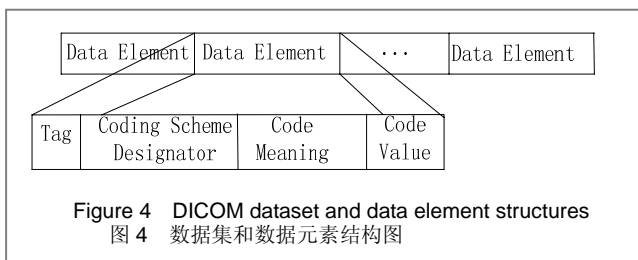 Data Element Data Element ··· Data Element
Tag Coding Scheme Designator Code Meaning Code Value
Figure 4 DICOM dataset and data element structures
图 4 数据集和数据元素结构图